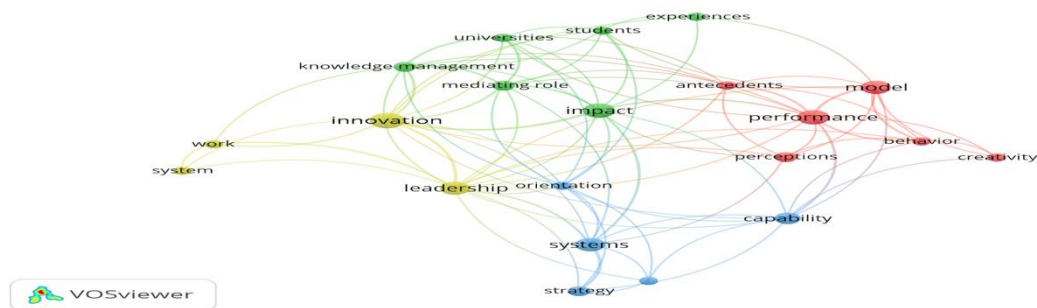 experiences
students
universities
knowledge management
mediating role
antecedents
model
impact
performance
innovation
behavior
work
perceptions
creativity
system
orientation
leadership
capability
systems
strategy
VOSviewer